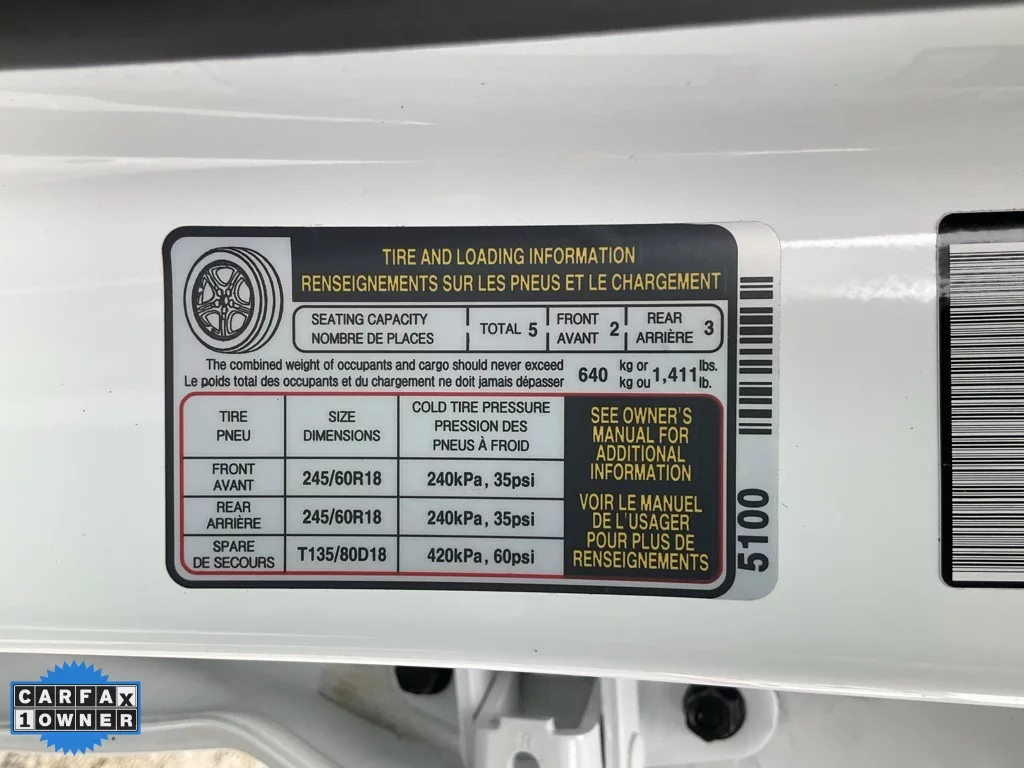 TIRE AND LOADING INFORMATION
RENSEIGNEMENTS SUR LES PNEUS ET LE CHARGEMENT
SEATING CAPACITY
NOMBRE DE PLACES
TOTAL 5
FRONT
AVANT 2
REAR
ARRIÈRE 3
The combined weight of occupants and cargo should never exceed
Le poids total des occupants et du chargement ne doit jamais dépasser
640 kg or 1,411 lbs.
kg ou lb.
TIRE
PNEU
SIZE
DIMENSIONS
COLD TIRE PRESSURE
PRESSION DES
PNEUS À FROID
FRONT
AVANT
245/60R18
240kPa, 35psi
REAR
ARRIÈRE
245/60R18
240kPa, 35psi
SPARE
DE SECOURS
T135/80D18
420kPa, 60psi
SEE OWNER'S
MANUAL FOR
ADDITIONAL
INFORMATION
VOIR LE MANUEL
DE L'USAGER
POUR PLUS DE
RENSEIGNEMENTS
5100
CARFAX
1 OWNER